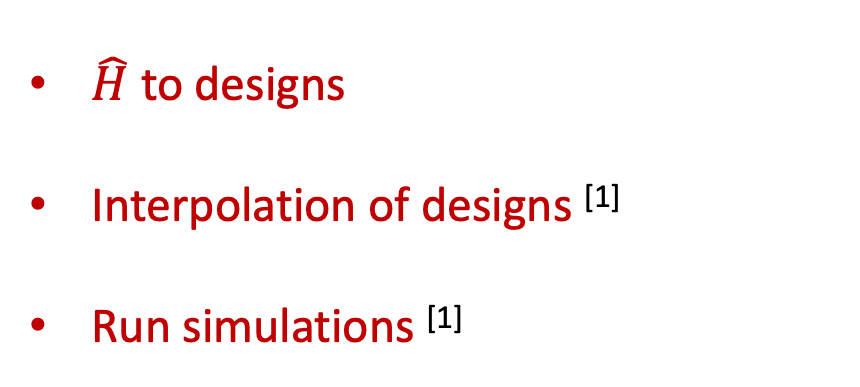 • Ĥ to designs
• Interpolation of designs [1]
• Run simulations [1]